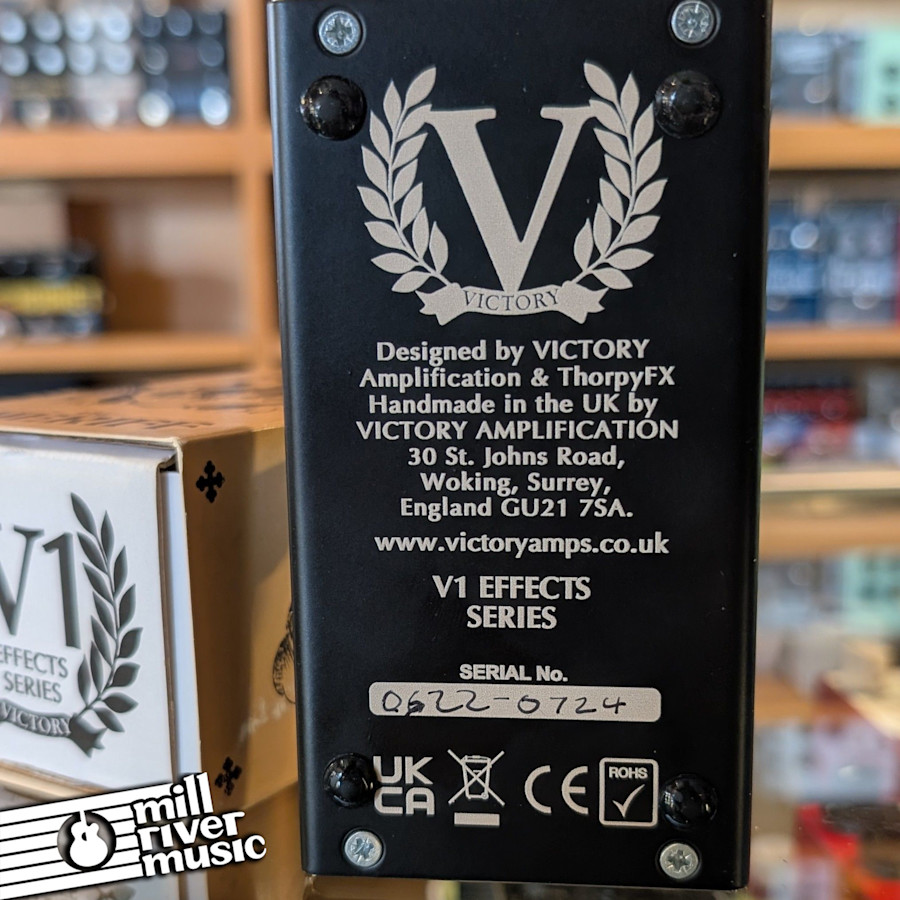 V
VICTORY
Designed by VICTORY
Amplification & ThorpyFX
Handmade in the UK by
VICTORY AMPLIFICATION
30 St. Johns Road,
Woking, Surrey,
England GU21 7SA.
www.victoryamps.co.uk
V1 EFFECTS
SERIES
SERIAL No.
0622-0724
UK
CA
CE
ROHS
V1
EFFECTS
SERIES
VICTORY
mill
river
music